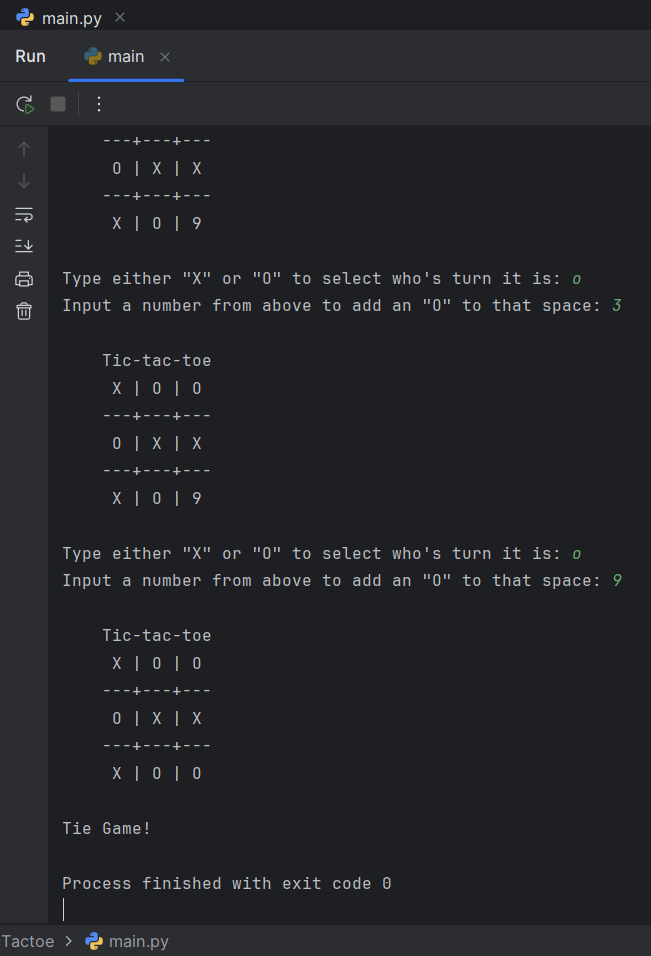 main.py
Run main
---+---+---
O | X | X
---+---+---
X | O | 9
Type either "X" or "O" to select who's turn it is: o
Input a number from above to add an "O" to that space: 3
Tic-tac-toe
X | O | O
---+---+---
O | X | X
---+---+---
X | O | 9
Type either "X" or "O" to select who's turn it is: o
Input a number from above to add an "O" to that space: 9
Tic-tac-toe
X | O | O
---+---+---
O | X | X
---+---+---
X | O | O
Tie Game!
Process finished with exit code 0
Tactoe > main.py